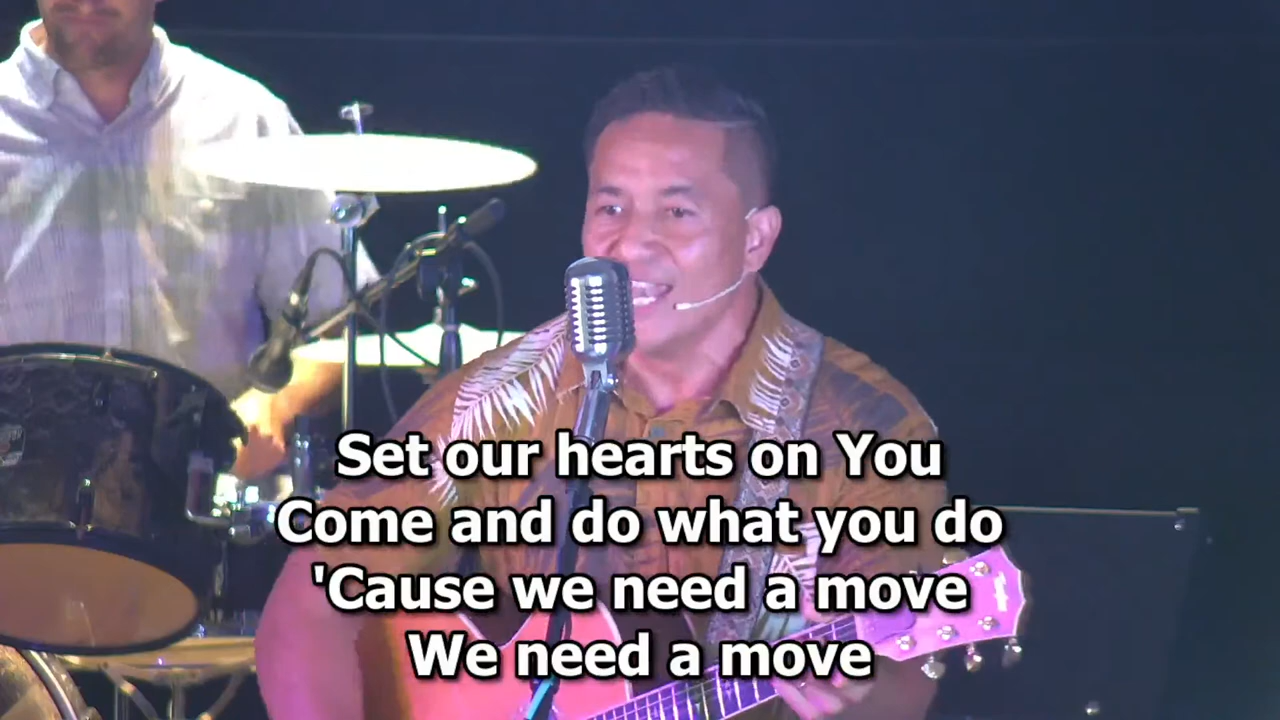 Set our hearts on You
Come and do what you do
'Cause we need a move
We need a move